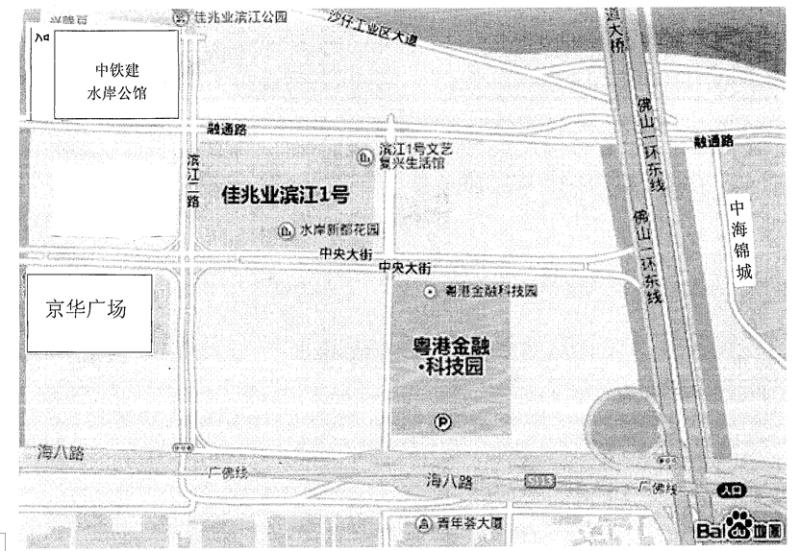 佳兆业滨江公园
沙仔工业区大道
道大桥
入口
中铁建
水岸公馆
融通路
佛山一环东线
融通路
滨江1号文艺
复兴生活馆
滨江二路
佳兆业滨江1号
水岸新都花园
中海锦城
佛山一环东线
中央大街
中央大街
粤港金融科技园
京华广场
粤港金融
·科技园
P
海八路
广佛线
海八路
S113
广佛线
入口
青年荟大厦
Bai du 地图